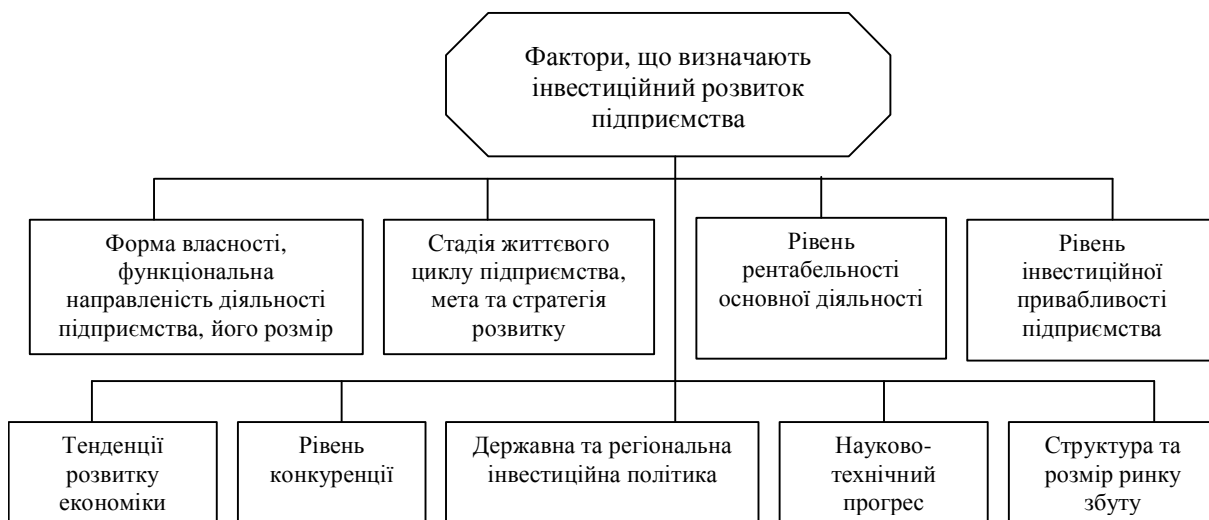 Фактори, що визначають
інвестиційний розвиток
підприємства
Форма власності,
функціональна
направленість діяльності
підприємства, його розмір
Стадія життєвого
циклу підприємства,
мета та стратегія
розвитку
Рівень
рентабельності
основної діяльності
Рівень
інвестиційної
привабливості
підприємства
Тенденції
розвитку
економіки
Рівень
конкуренції
Державна та регіональна
інвестиційна політика
Науково-
технічний
прогрес
Структура та
розмір ринку
збуту